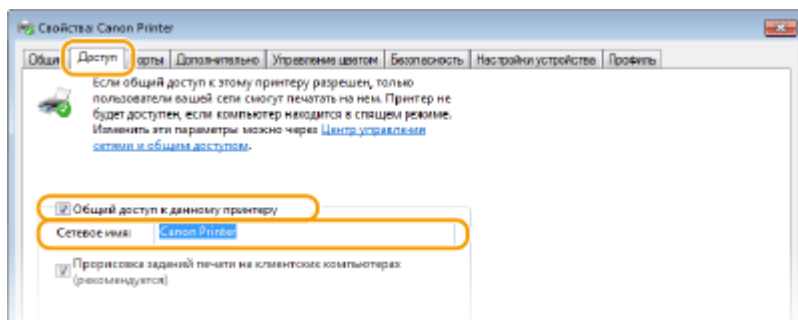 Свойства: Canon Printer
Общи Доступ орты Дополнительно Управление цветом Безопасность Настройки устройства Профиль
Если общий доступ к этому принтеру разрешен, только
пользователи вашей сети смогут печатать на нем. Принтер не
будет доступен, если компьютер находится в спящем режиме.
Изменить эти параметры можно через Центр управления
сетями и общим доступом.
Общий доступ к данному принтеру
Сетевое имя: Canon Printer
Прорисовка заданий печати на клиентских компьютерах
(рекомендуется)